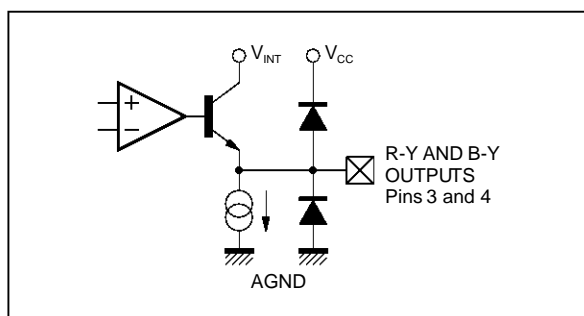 V_INT V_CC
+
−
R-Y AND B-Y
OUTPUTS
Pins 3 and 4
AGND